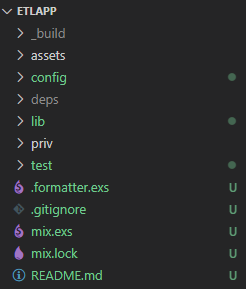 ETLAPP
_build
assets
config
deps
lib
priv
test
.formatter.exs U
.gitignore U
mix.exs U
mix.lock U
README.md U